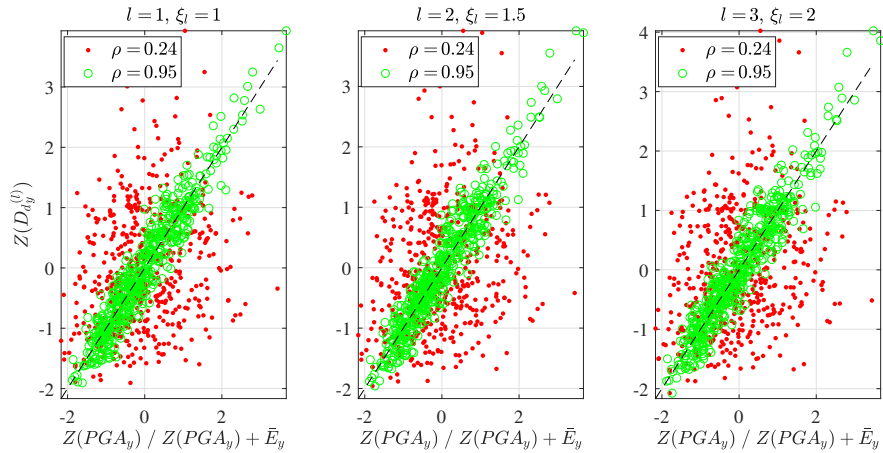 l = 1, ξ_l = 1
ρ = 0.24
ρ = 0.95
3
2
1
0
-1
-2
-2 0 2
Z(D_{d_y^{(l)}})
Z(PGA_y) / Z(PGA_y) + Ē_y
l = 2, ξ_l = 1.5
ρ = 0.24
ρ = 0.95
3
2
1
0
-1
-2
-2 0 2
Z(PGA_y) / Z(PGA_y) + Ē_y
l = 3, ξ_l = 2
ρ = 0.24
ρ = 0.95
4
3
2
1
0
-1
-2
-2 0 2
Z(PGA_y) / Z(PGA_y) + Ē_y